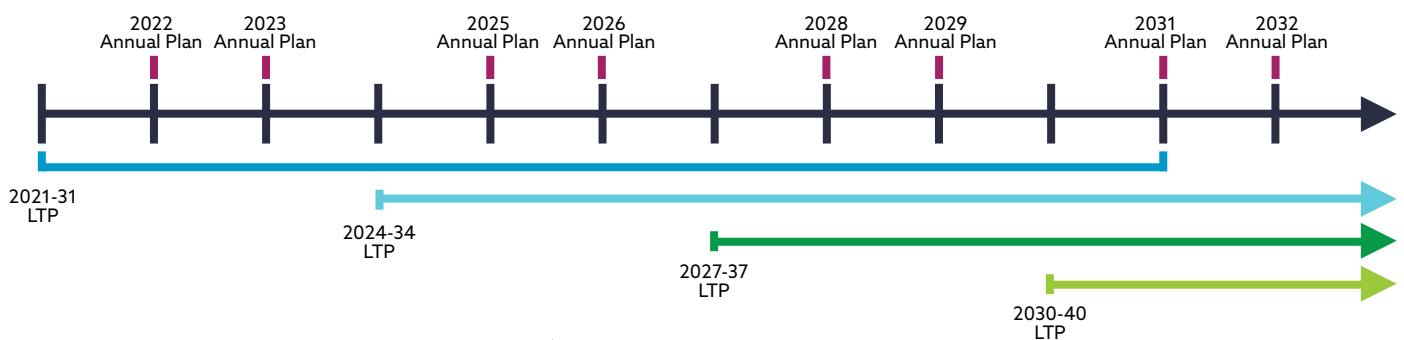 2022
Annual Plan
2023
Annual Plan
2025
Annual Plan
2026
Annual Plan
2028
Annual Plan
2029
Annual Plan
2031
Annual Plan
2032
Annual Plan
2021-31
LTP
2024-34
LTP
2027-37
LTP
2030-40
LTP